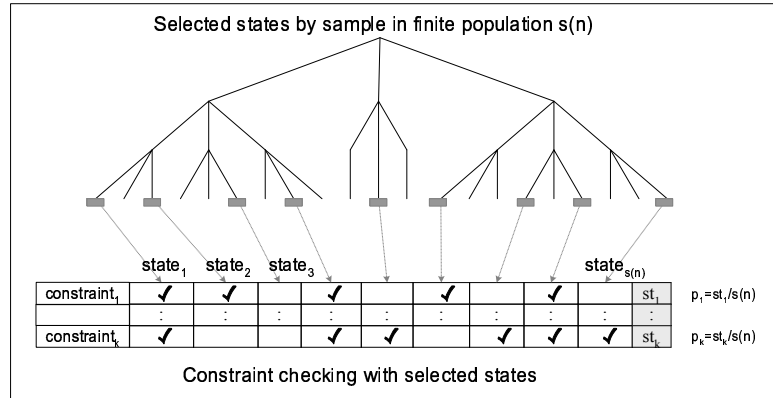 Selected states by sample in finite population s(n)
state1 state2 state3 states(n)
constraint1 ✓ ✓ ✓ ✓ ✓ st1 p1=st1/s(n)
: : : : : : : : : :
constraintk ✓ ✓ ✓ ✓ ✓ ✓ stk pk=stk/s(n)
Constraint checking with selected states